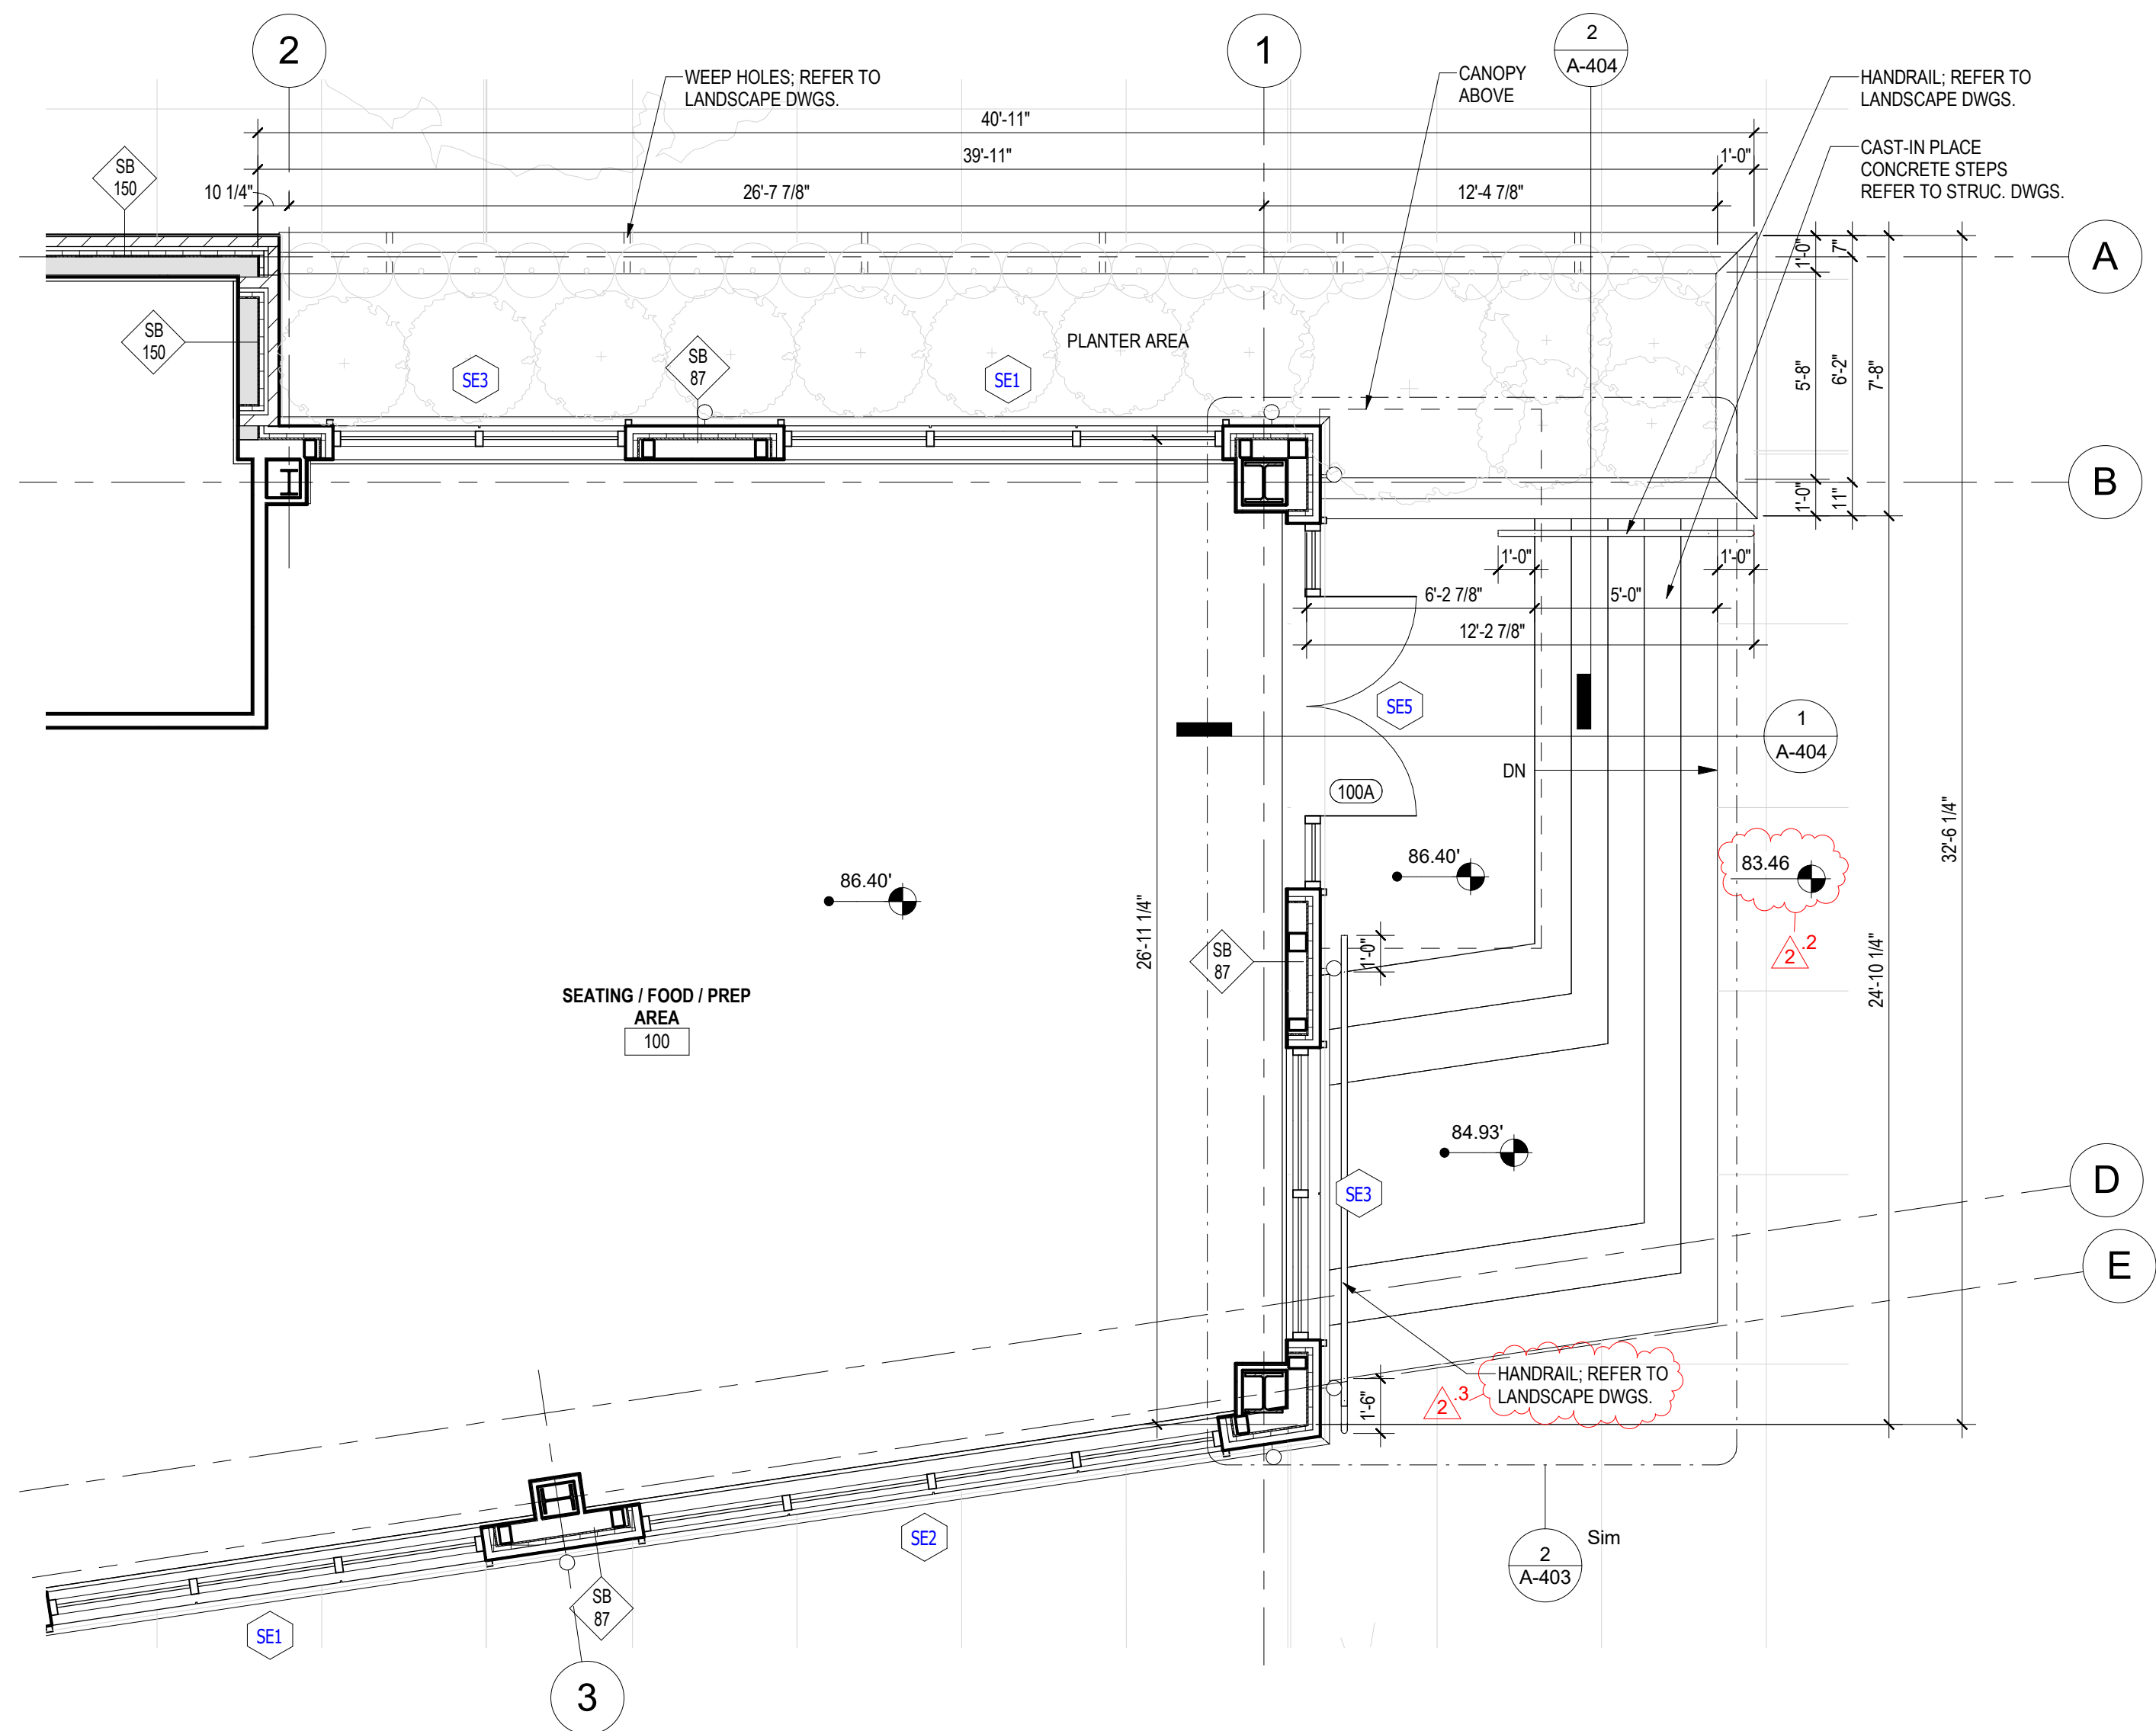 2
1
2
A-404
WEEP HOLES; REFER TO
LANDSCAPE DWGS.
CANOPY
ABOVE
HANDRAIL; REFER TO
LANDSCAPE DWGS.
40'-11"
39'-11"
1'-0"
CAST-IN PLACE
CONCRETE STEPS
REFER TO STRUC. DWGS.
SB
150
10 1/4"
26'-7 7/8"
12'-4 7/8"
A
1'-0"
7"
SB
150
PLANTER AREA
SE3
SB
87
SE1
5'-8"
6'-2"
7'-8"
B
1'-0"
11"
1'-0"
1'-0"
6'-2 7/8"
5'-0"
12'-2 7/8"
SE5
1
A-404
DN
100A
86.40'
86.40'
83.46
2
.2
32'-6 1/4"
26'-11 1/4"
SB
87
1'-0"
24'-10 1/4"
SEATING / FOOD / PREP
AREA
100
84.93'
SE3
D
E
HANDRAIL; REFER TO
LANDSCAPE DWGS.
2
.3
1'-6"
SE2
2
A-403
Sim
SB
87
SE1
3